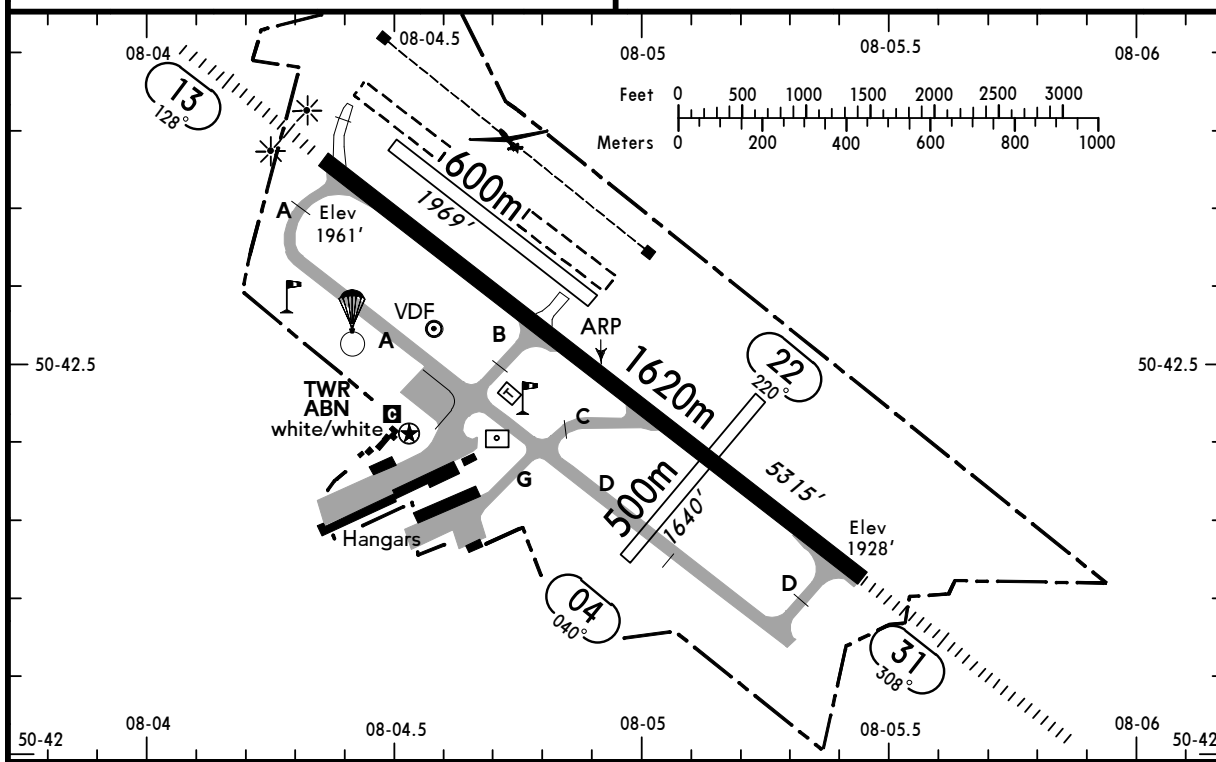 08-04
08-04.5
08-05
08-05.5
08-06
13
128°
Feet 0 500 1000 1500 2000 2500 3000
Meters 0 200 400 600 800 1000
600m
1969'
A
Elev
1961'
VDF
A
B
ARP
50-42.5
50-42.5
1620m
22
220°
TWR
ABN
white/white
C
T
C
G
D
500m
1640'
5315'
Elev
1928'
Hangars
D
04
040°
31
308°
08-04
08-04.5
08-05
08-05.5
08-06
50-42
50-42